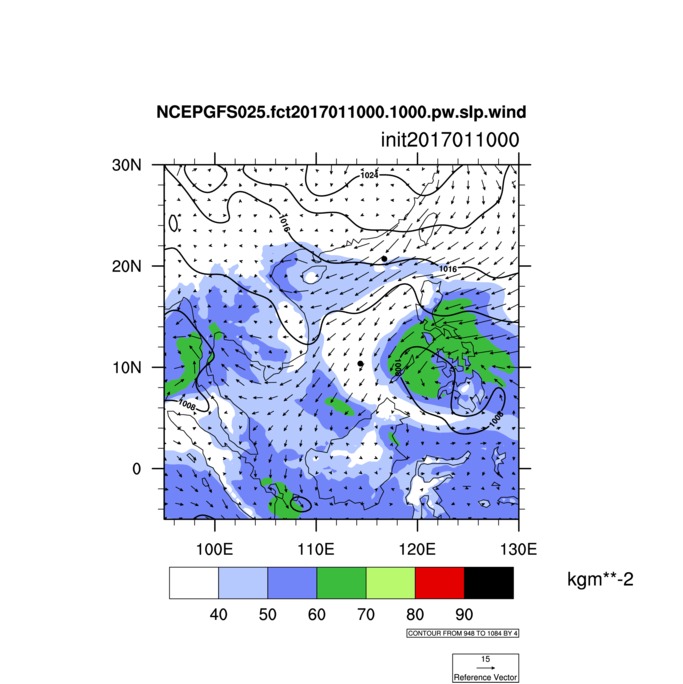 NCEPGFS025.fct2017011000.1000.pw.slp.wind
init2017011000
30N
1024
1016
20N
1016
10N
1008
1008
1008
0
100E 110E 120E 130E
kgm**-2
40 50 60 70 80 90
CONTOUR FROM 948 TO 1084 BY 4
15
Reference Vector